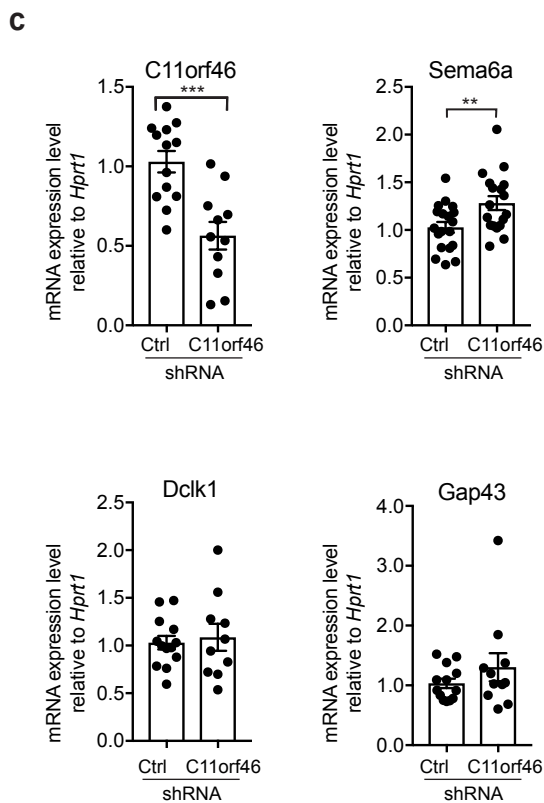 c
C11orf46
mRNA expression level
relative to Hprt1
1.5
1.0
0.5
0.0
***
Ctrl C11orf46
shRNA
Sema6a
mRNA expression level
relative to Hprt1
2.5
2.0
1.5
1.0
0.5
0.0
**
Ctrl C11orf46
shRNA
Dclk1
mRNA expression level
relative to Hprt1
2.5
2.0
1.5
1.0
0.5
0.0
Ctrl C11orf46
shRNA
Gap43
mRNA expression level
relative to Hprt1
4.0
3.0
2.0
1.0
0.0
Ctrl C11orf46
shRNA